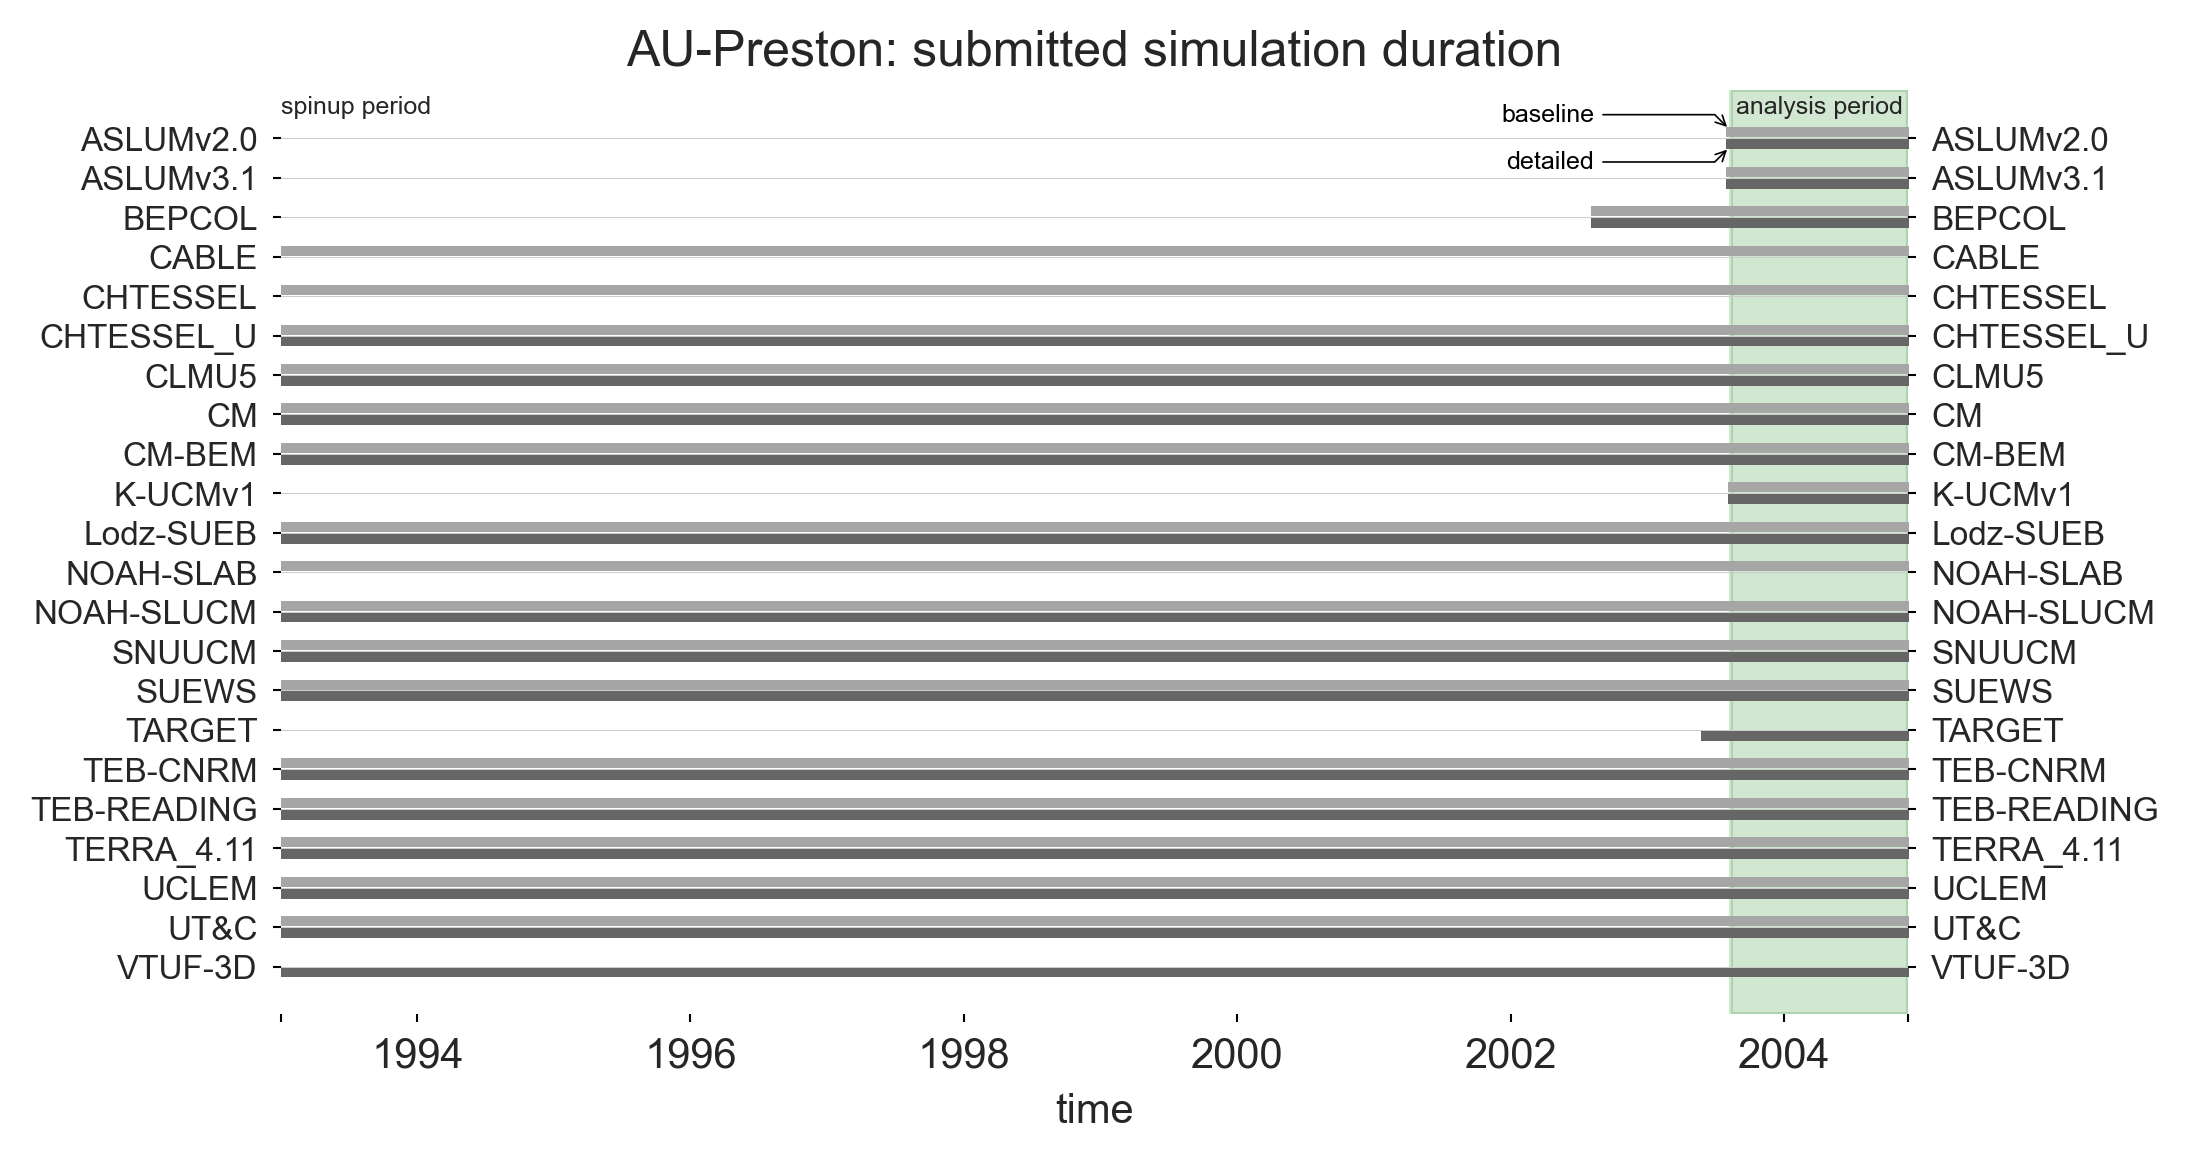 AU-Preston: submitted simulation duration
spinup period
baseline
analysis period
detailed
ASLUMv2.0 ASLUMv2.0
ASLUMv3.1 ASLUMv3.1
BEPCOL BEPCOL
CABLE CABLE
CHTESSEL CHTESSEL
CHTESSEL_U CHTESSEL_U
CLMU5 CLMU5
CM CM
CM-BEM CM-BEM
K-UCMv1 K-UCMv1
Lodz-SUEB Lodz-SUEB
NOAH-SLAB NOAH-SLAB
NOAH-SLUCM NOAH-SLUCM
SNUUCM SNUUCM
SUEWS SUEWS
TARGET TARGET
TEB-CNRM TEB-CNRM
TEB-READING TEB-READING
TERRA_4.11 TERRA_4.11
UCLEM UCLEM
UT&C UT&C
VTUF-3D VTUF-3D
1994 1996 1998 2000 2002 2004
time